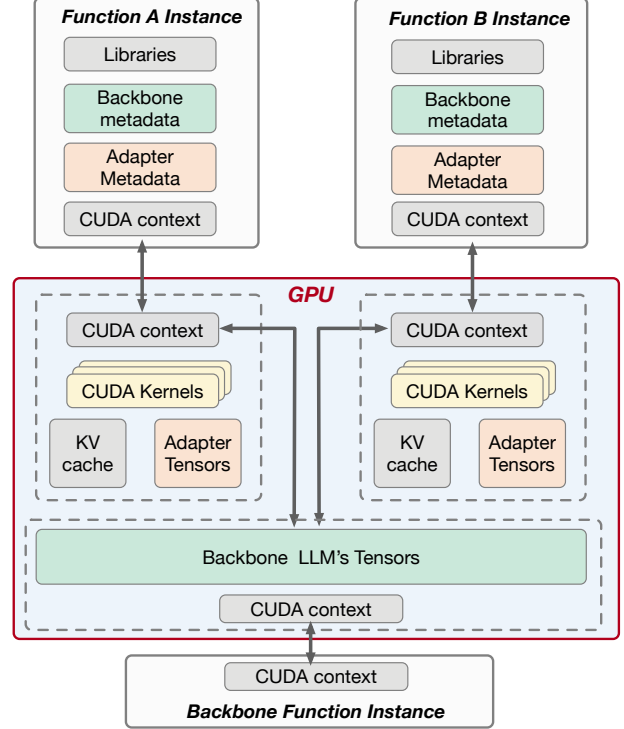 Function A Instance
Libraries
Backbone
metadata
Adapter
Metadata
CUDA context
Function B Instance
Libraries
Backbone
metadata
Adapter
Metadata
CUDA context
GPU
CUDA context
CUDA Kernels
KV
cache
Adapter
Tensors
CUDA context
CUDA Kernels
KV
cache
Adapter
Tensors
Backbone LLM's Tensors
CUDA context
CUDA context
Backbone Function Instance